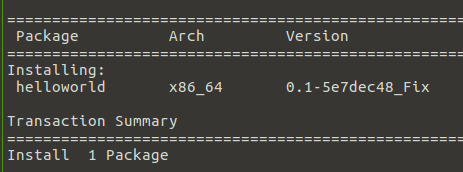 ================================================
Package Arch Version
================================================
Installing:
helloworld x86_64 0.1-5e7dec48_Fix
Transaction Summary
================================================
Install 1 Package